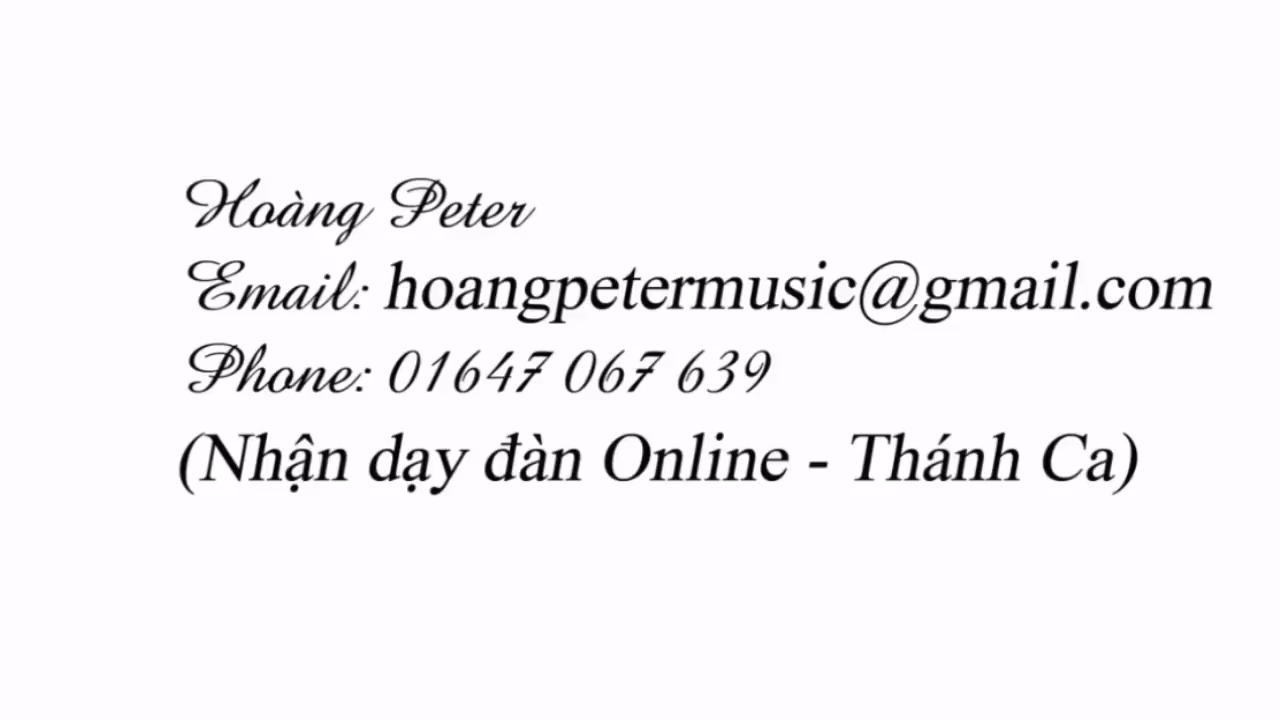 Hoàng Peter
Email: hoangpetermusic@gmail.com
Phone: 01647 067 639
(Nhận dạy đàn Online - Thánh Ca)